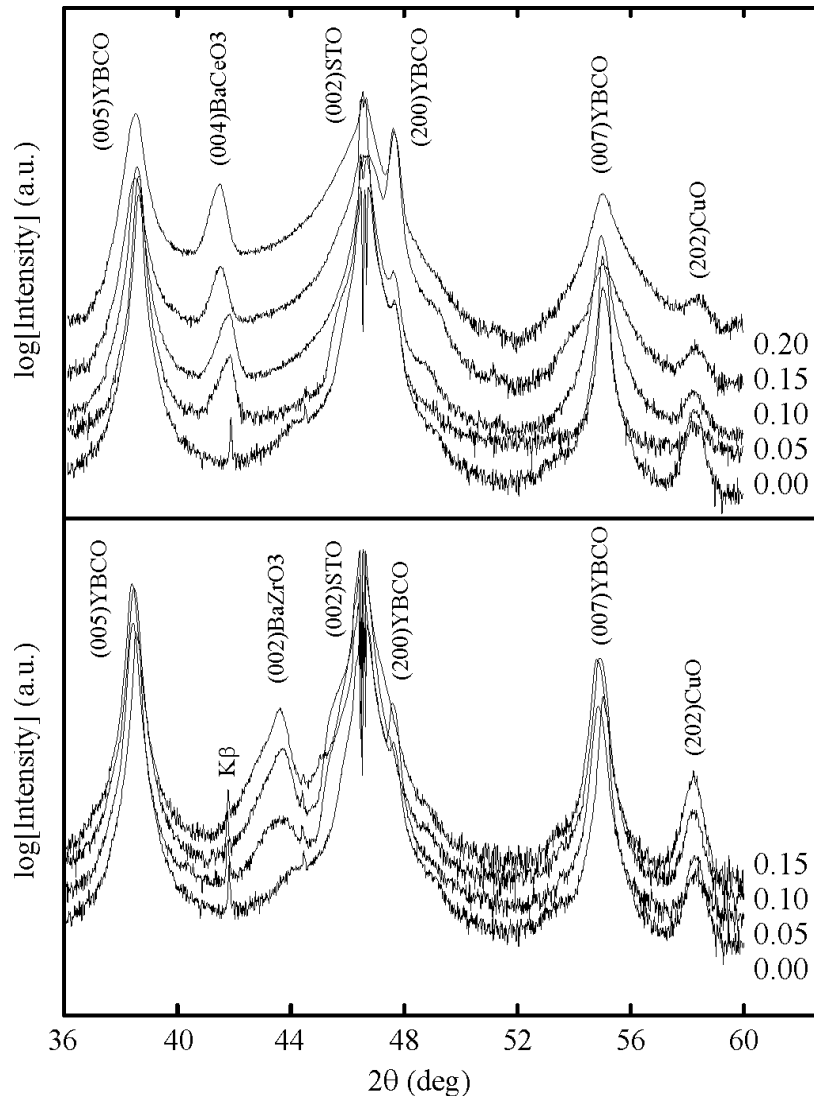 log[Intensity] (a.u.)
(005)YBCO
(004)BaCeO3
(002)STO
(200)YBCO
(007)YBCO
(202)CuO
0.20
0.15
0.10
0.05
0.00
log[Intensity] (a.u.)
(005)YBCO
Kβ
(002)BaZrO3
(002)STO
(200)YBCO
(007)YBCO
(202)CuO
0.15
0.10
0.05
0.00
36 40 44 48 52 56 60
2θ (deg)